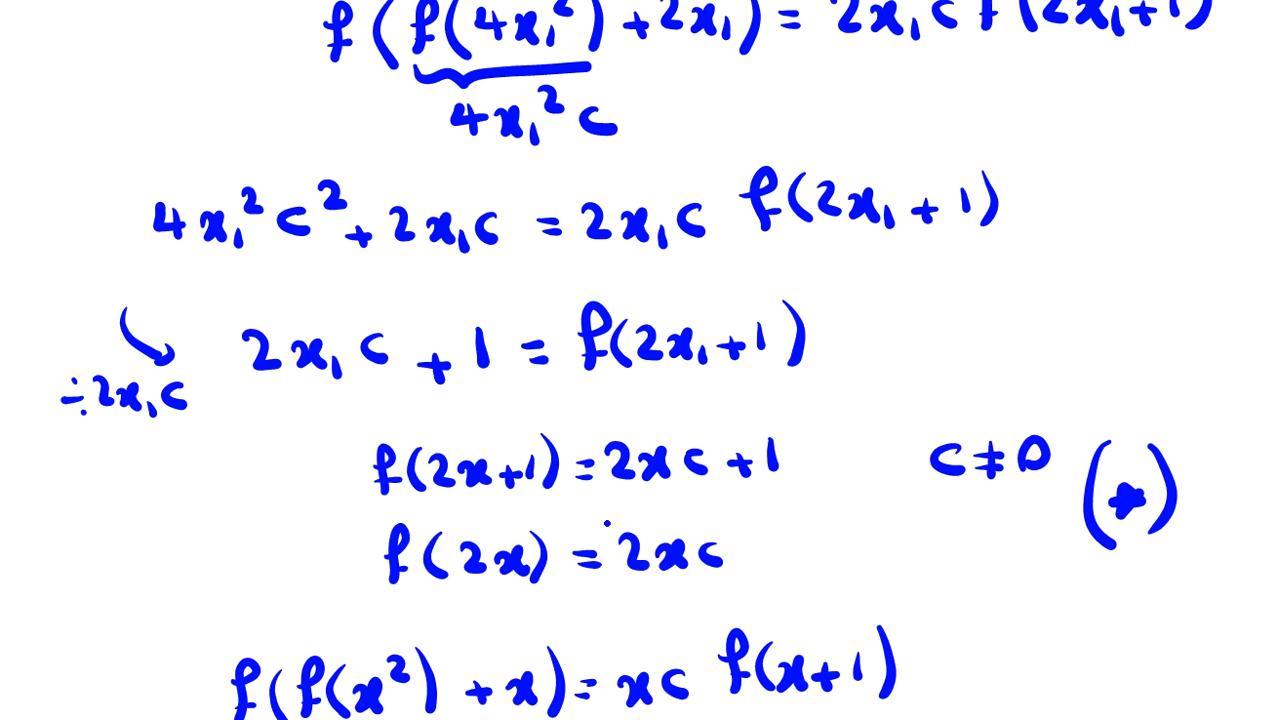 f(f(4x₁²)+2x₁) = 2x₁c f(2x₁+1)
4x₁²c
4x₁²c²+2x₁c = 2x₁c f(2x₁+1)
2x₁c + 1 = f(2x₁+1)
÷2x₁c
f(2x+1) = 2xc+1 c≠0 (★)
f(2x) = 2xc
f(f(x²)+x) = xc f(x+1)